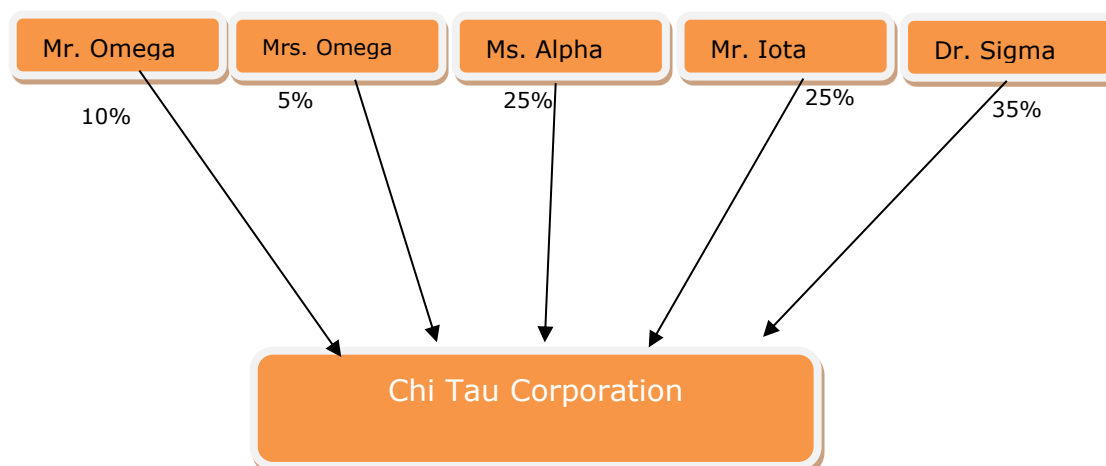 Mr. Omega
Mrs. Omega
Ms. Alpha
Mr. Iota
Dr. Sigma
10%
5%
25%
25%
35%
Chi Tau Corporation